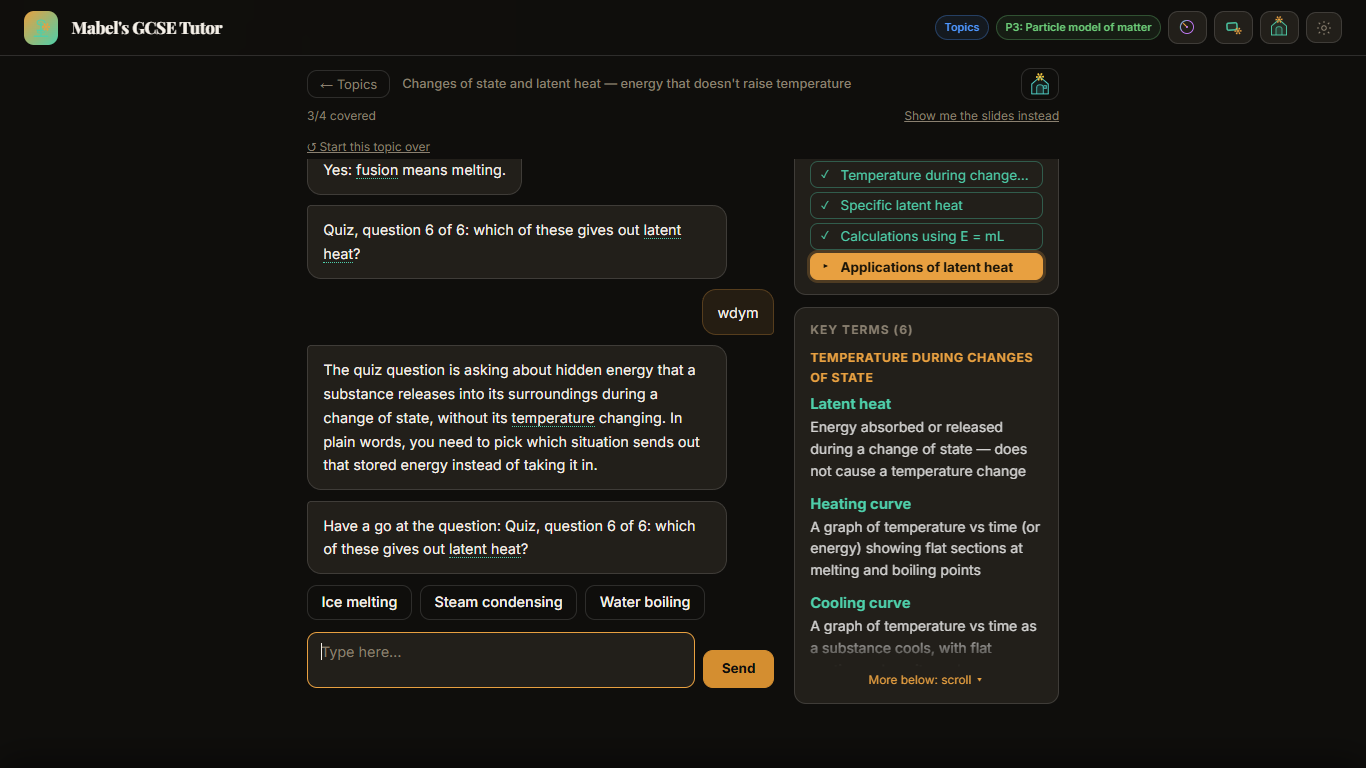 Mabel's GCSE Tutor
Topics
P3: Particle model of matter
← Topics
Changes of state and latent heat — energy that doesn't raise temperature
3/4 covered
Show me the slides instead
↺ Start this topic over
Yes: fusion means melting.
Quiz, question 6 of 6: which of these gives out latent
heat?
wdym
The quiz question is asking about hidden energy that a
substance releases into its surroundings during a
change of state, without its temperature changing. In
plain words, you need to pick which situation sends out
that stored energy instead of taking it in.
Have a go at the question: Quiz, question 6 of 6: which
of these gives out latent heat?
Ice melting
Steam condensing
Water boiling
Type here...
Send
✓ Temperature during change...
✓ Specific latent heat
✓ Calculations using E = mL
▸ Applications of latent heat
KEY TERMS (6)
TEMPERATURE DURING CHANGES
OF STATE
Latent heat
Energy absorbed or released
during a change of state — does
not cause a temperature change
Heating curve
A graph of temperature vs time (or
energy) showing flat sections at
melting and boiling points
Cooling curve
A graph of temperature vs time as
a substance cools, with flat
More below: scroll ▾